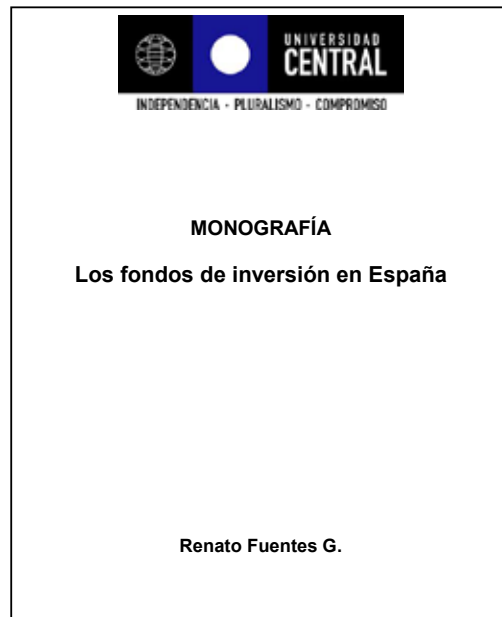 UNIVERSIDAD
CENTRAL
INDEPENDENCIA - PLURALISMO - COMPROMISO
MONOGRAFÍA
Los fondos de inversión en España
Renato Fuentes G.